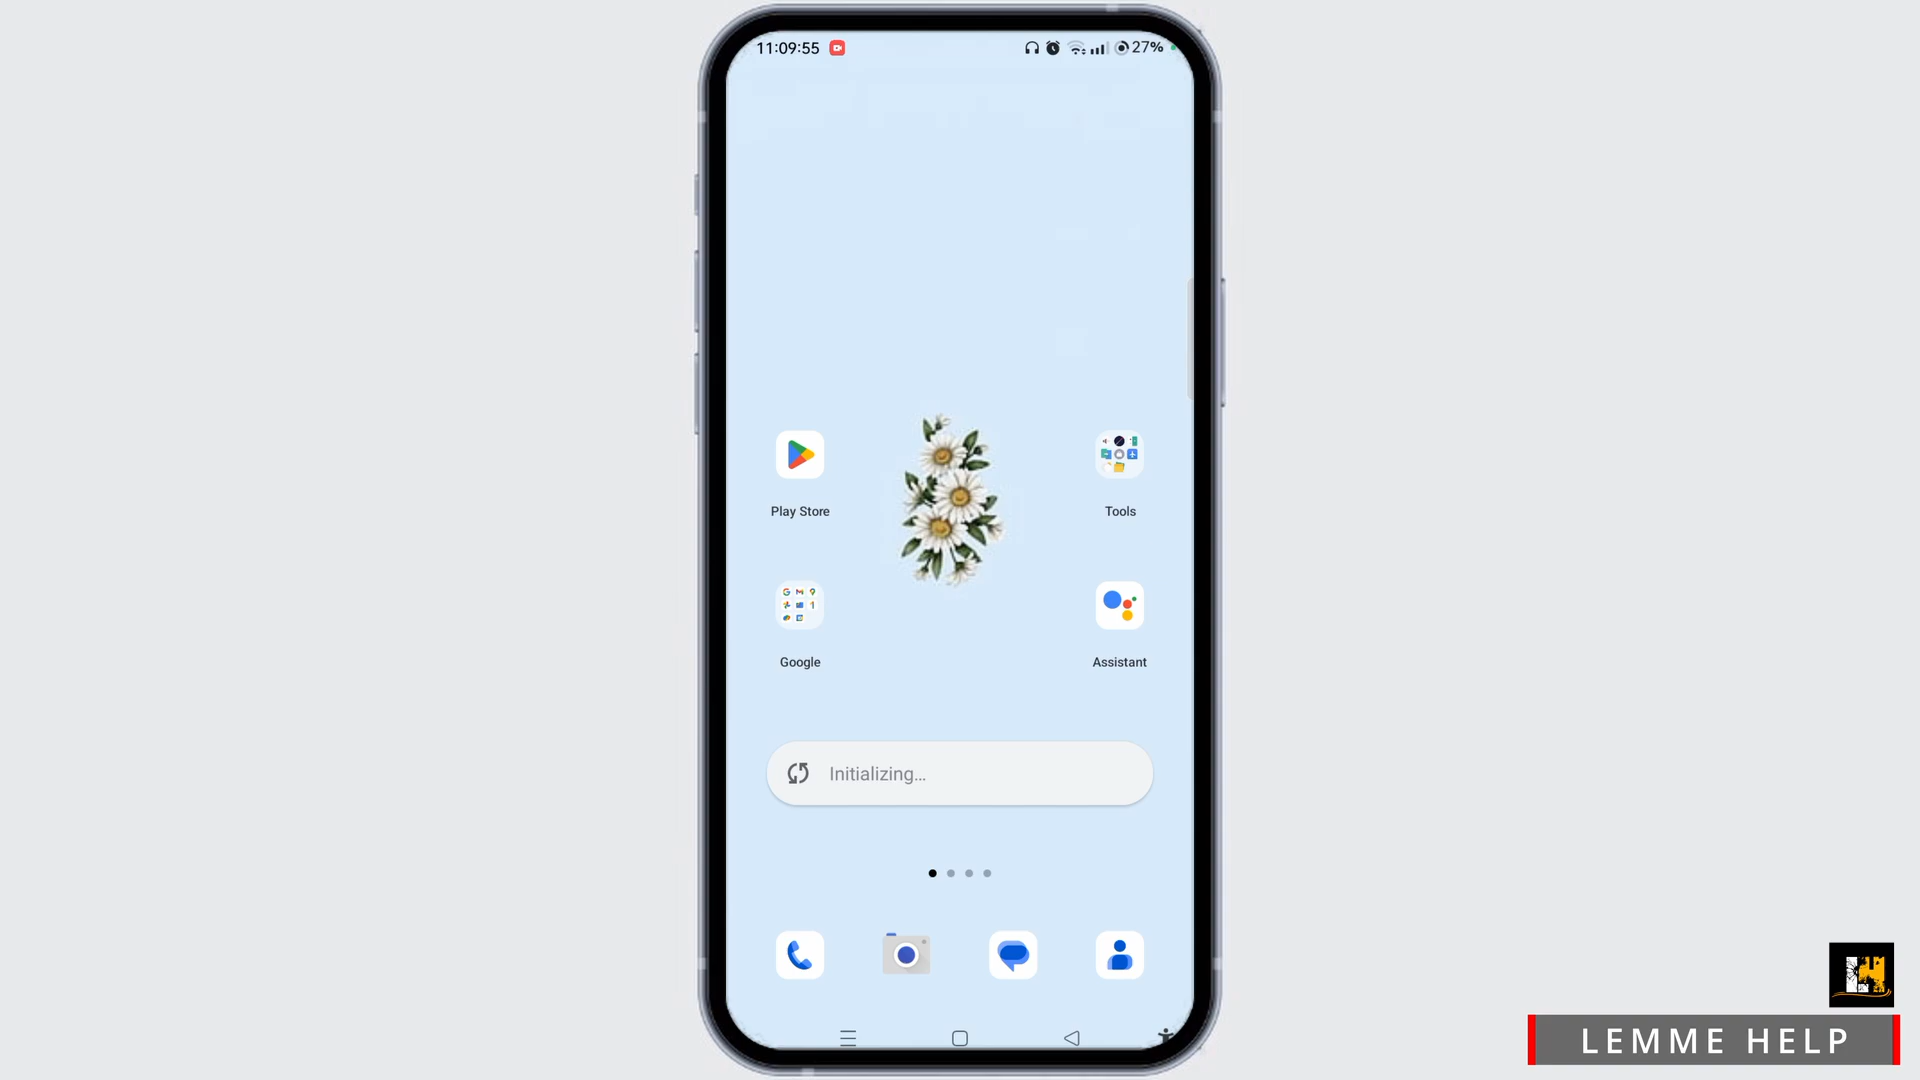 11:09:55
27%
Play Store
Tools
Google
Assistant
Initializing...
LEMME HELP